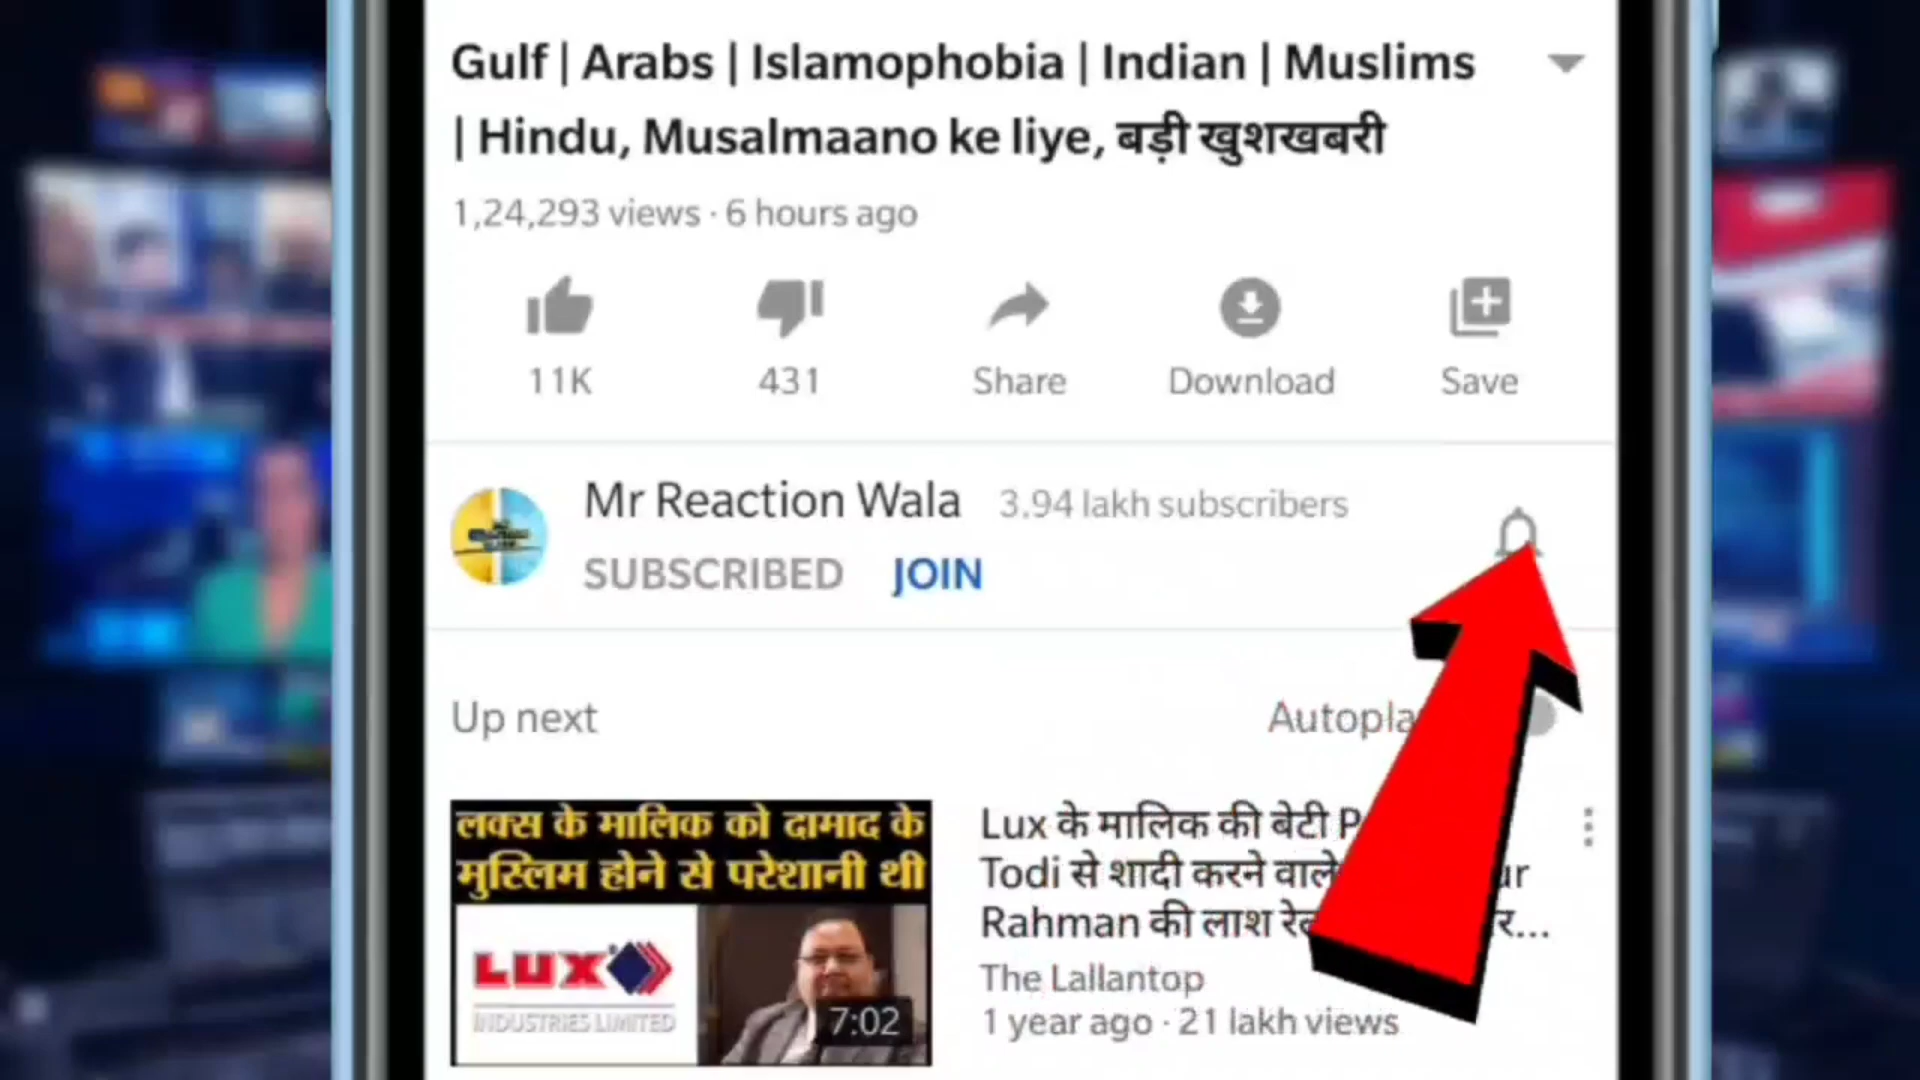 Gulf | Arabs | Islamophobia | Indian | Muslims
| Hindu, Musalmaano ke liye, बड़ी खुशखबरी
1,24,293 views · 6 hours ago
11K
431
Share
Download
Save
Mr Reaction Wala 3.94 lakh subscribers
SUBSCRIBED JOIN
Up next
लक्स के मालिक को दामाद के
मुस्लिम होने से परेशानी थी
LUX
INDUSTRIES LIMITED
7:02
Lux के मालिक की बेटी
Todi से शादी करने वाले
Rahman की लाश
The Lallantop
1 year ago · 21 lakh views